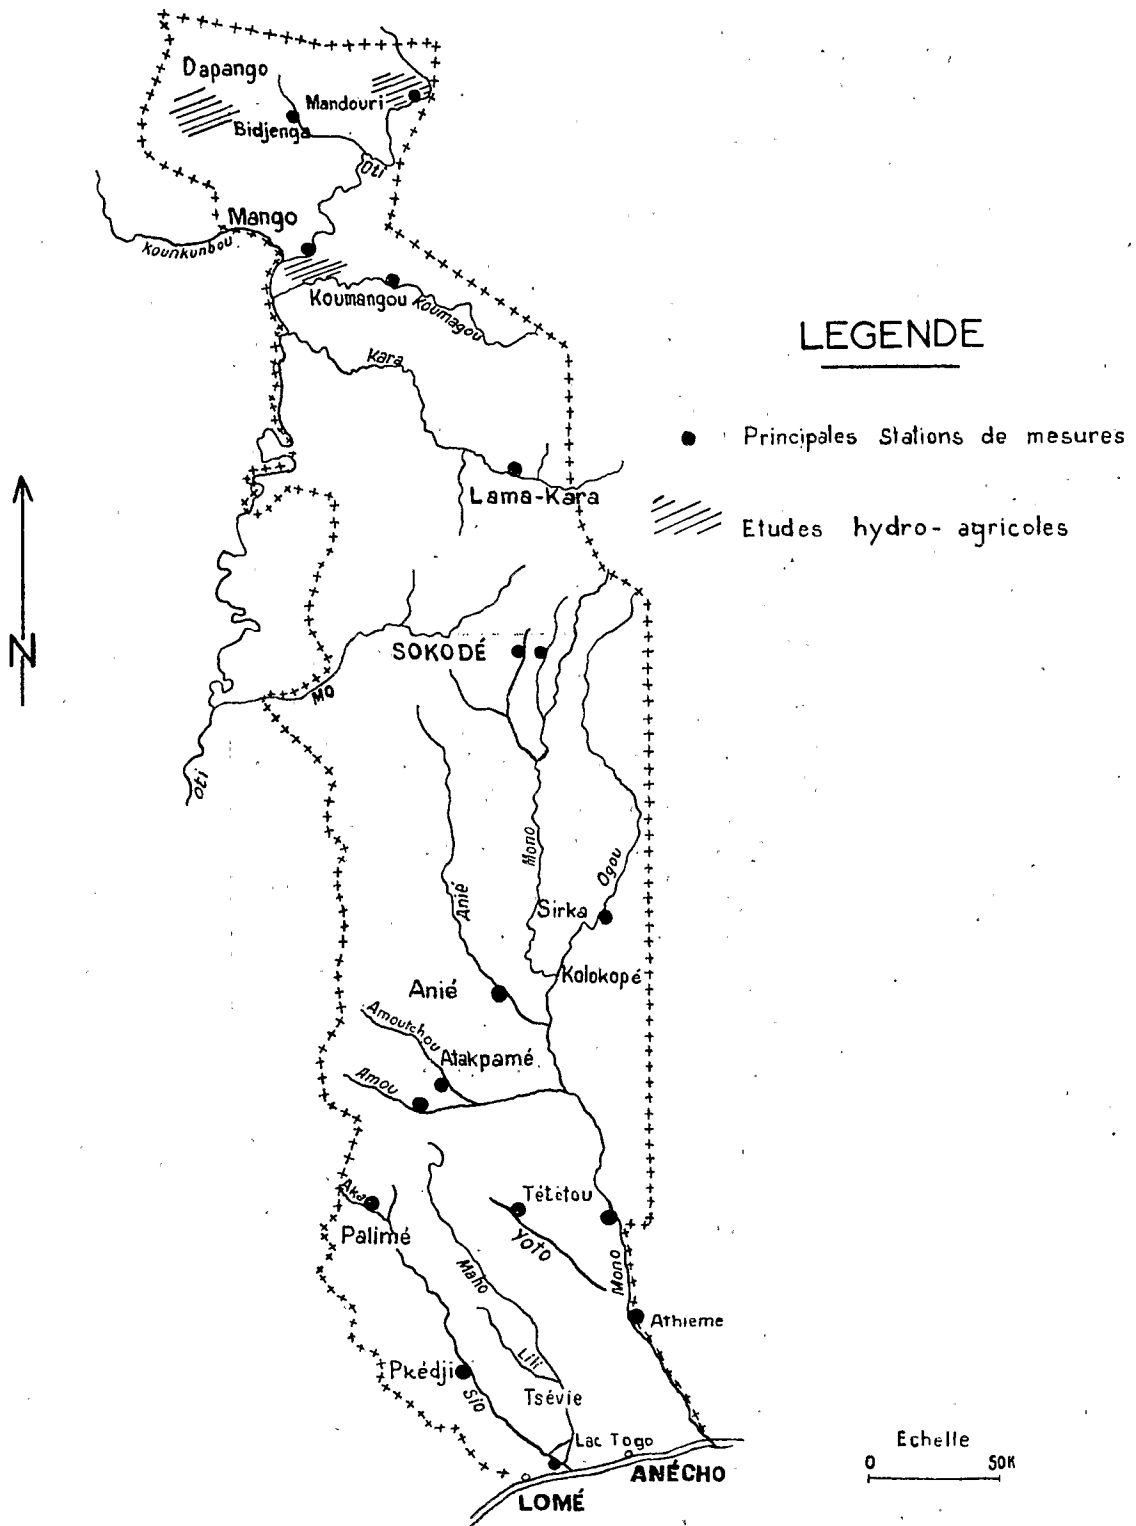 Dapango
Mandouri
Bidjenga
Oti
Mango
Kounkunbou
Koumangou
Koumagou
LEGENDE
Kara
Principales Stations de mesures
Lama-Kara
Etudes hydro-agricoles
N
SOKODÉ
MO
Oti
Mono
Ogou
Anié
Sirka
Kolokopé
Anié
Amoutchou
Atakpamé
Amou
Aka
Tététou
Palimé
Yoto
Maho
Mono
Athieme
Lili
Pkédji
Sio
Tsévie
Lac Togo
Echelle
0 50K
ANÉCHO
LOMÉ